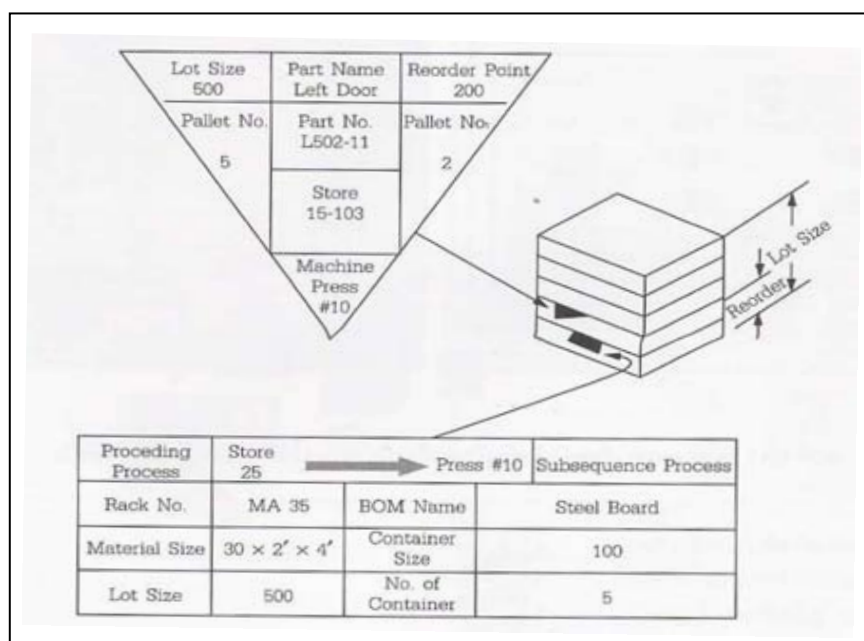 Lot Size
500
Part Name
Left Door
Reorder Point
200
Pallet No.
5
Part No.
L502-11
Pallet No.
2
Store
15-103
Machine
Press
#10
Lot Size
Reorder
Proceding
Process
Store
25
Press #10
Subsequence Process
Rack No.
MA 35
BOM Name
Steel Board
Material Size
30 × 2′ × 4′
Container
Size
100
Lot Size
500
No. of
Container
5